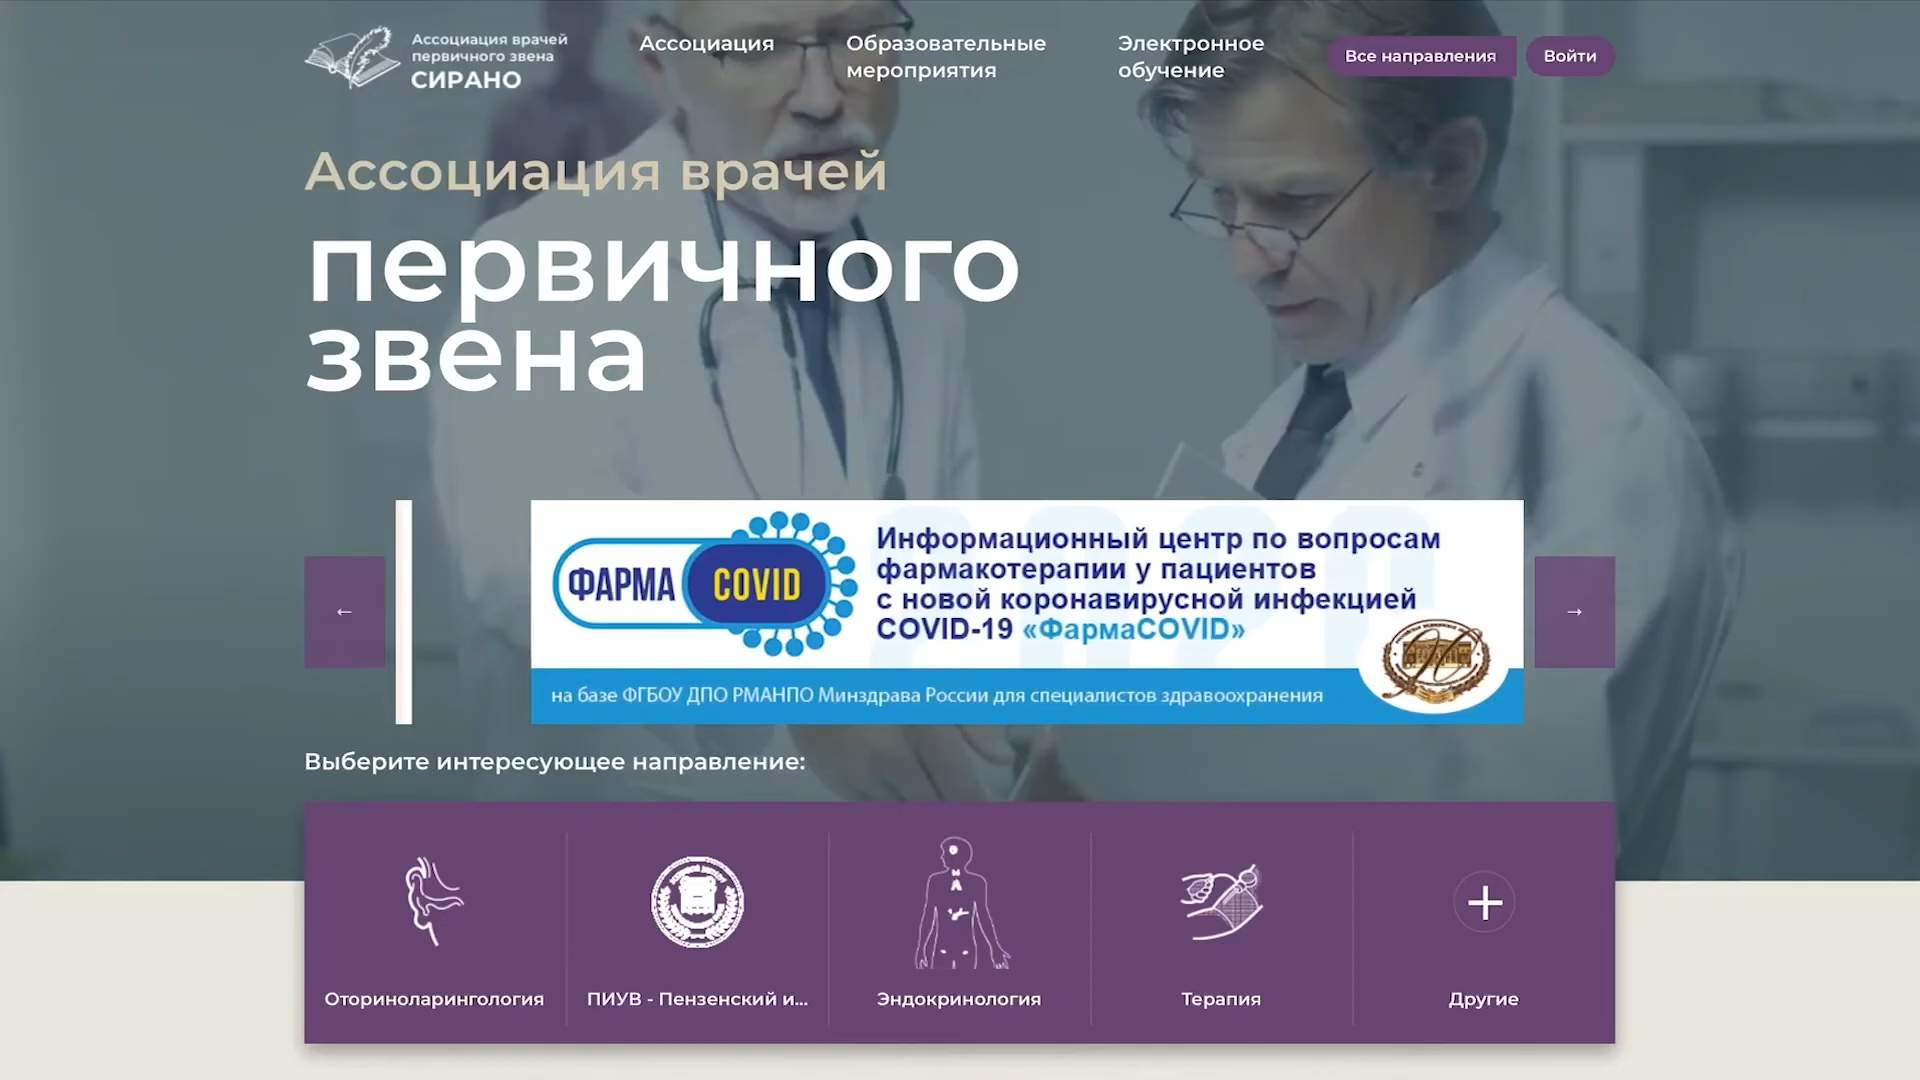 Ассоциация врачей
первичного звена
СИРАНО
Ассоциация
Образовательные
мероприятия
Электронное
обучение
Все направления
Войти
Ассоциация врачей
первичного
звена
←
ФАРМА COVID
Информационный центр по вопросам
фармакотерапии у пациентов
с новой коронавирусной инфекцией
COVID-19 «ФармаCOVID»
на базе ФГБОУ ДПО РМАНПО Минздрава России для специалистов здравоохранения
→
Выберите интересующее направление:
Оториноларингология
ПИУВ - Пензенский и...
Эндокринология
Терапия
Другие